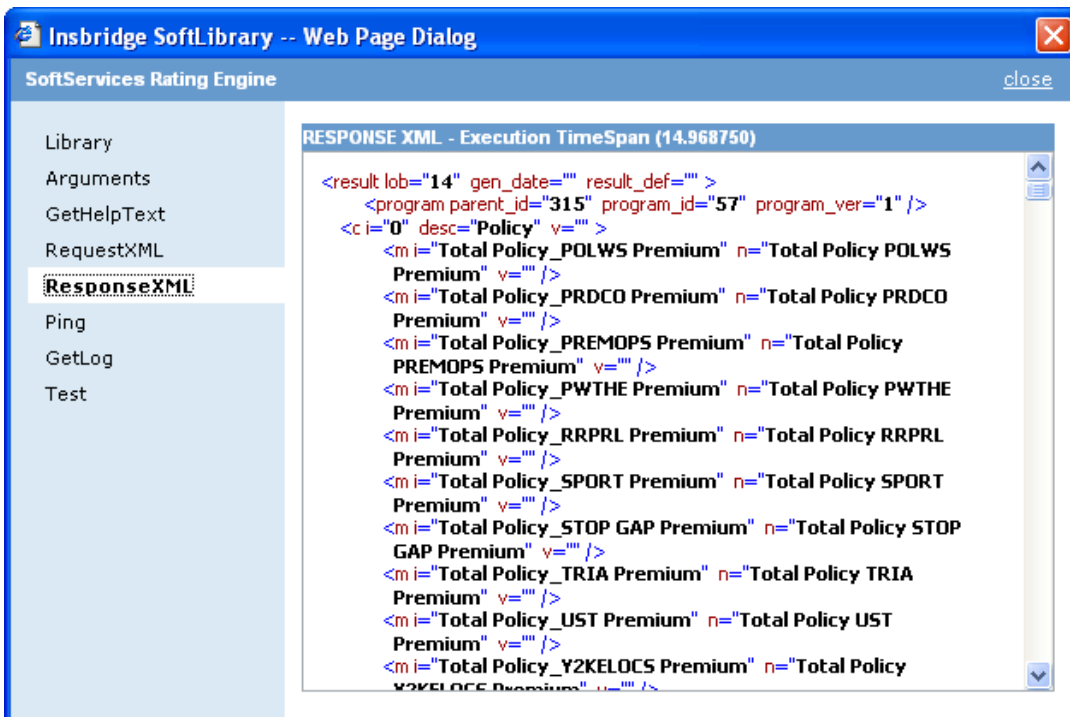 Insbridge SoftLibrary -- Web Page Dialog
SoftServices Rating Engine
close
Library
Arguments
GetHelpText
RequestXML
ResponseXML
Ping
GetLog
Test
RESPONSE XML - Execution TimeSpan (14.968750)
<result lob="14" gen_date="" result_def="" >
<program parent_id="315" program_id="57" program_ver="1" />
<c i="0" desc="Policy" v="" >
<m i="Total Policy_POLWS Premium" n="Total Policy POLWS
Premium" v="" />
<m i="Total Policy_PRDCO Premium" n="Total Policy PRDCO
Premium" v="" />
<m i="Total Policy_PREMOPS Premium" n="Total Policy
PREMOPS Premium" v="" />
<m i="Total Policy_PWTHE Premium" n="Total Policy PWTHE
Premium" v="" />
<m i="Total Policy_RRPRL Premium" n="Total Policy RRPRL
Premium" v="" />
<m i="Total Policy_SPORT Premium" n="Total Policy SPORT
Premium" v="" />
<m i="Total Policy_STOP GAP Premium" n="Total Policy STOP
GAP Premium" v="" />
<m i="Total Policy_TRIA Premium" n="Total Policy TRIA
Premium" v="" />
<m i="Total Policy_UST Premium" n="Total Policy UST
Premium" v="" />
<m i="Total Policy_Y2KELOCS Premium" n="Total Policy
Y2KELOCS Premium" v="" />